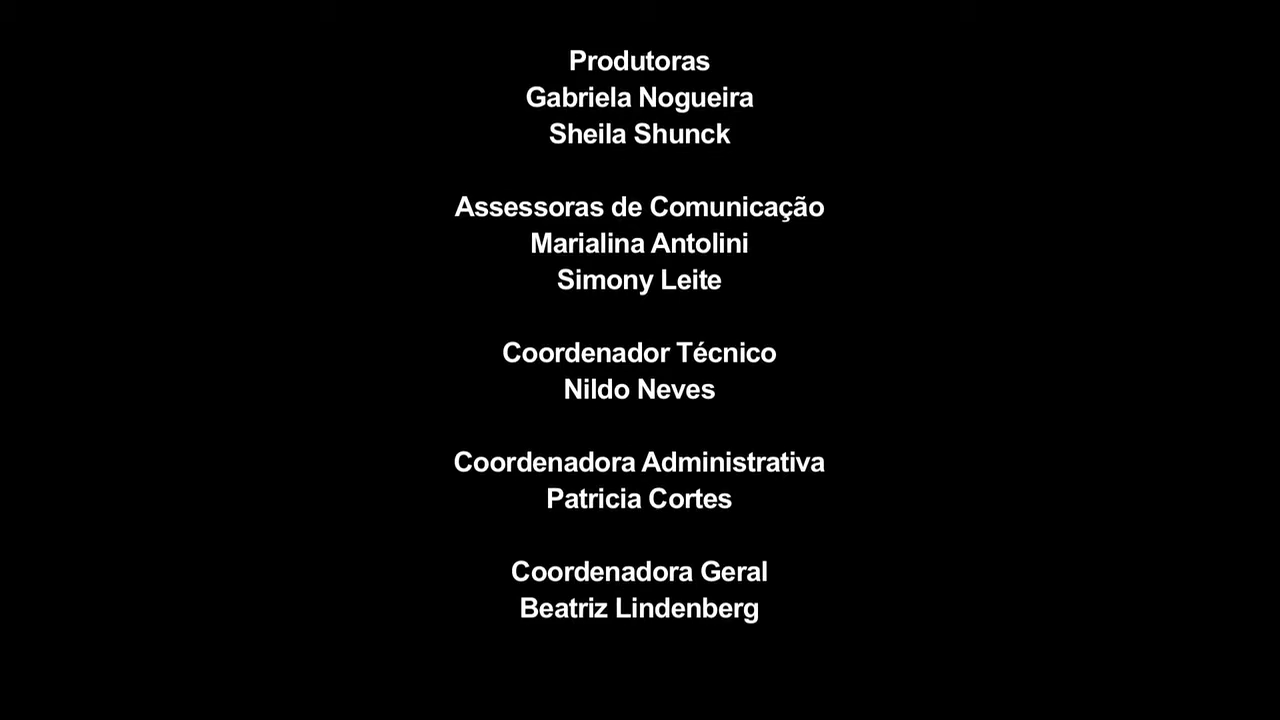 Produtoras
Gabriela Nogueira
Sheila Shunck
Assessoras de Comunicação
Marialina Antolini
Simony Leite
Coordenador Técnico
Nildo Neves
Coordenadora Administrativa
Patricia Cortes
Coordenadora Geral
Beatriz Lindenberg